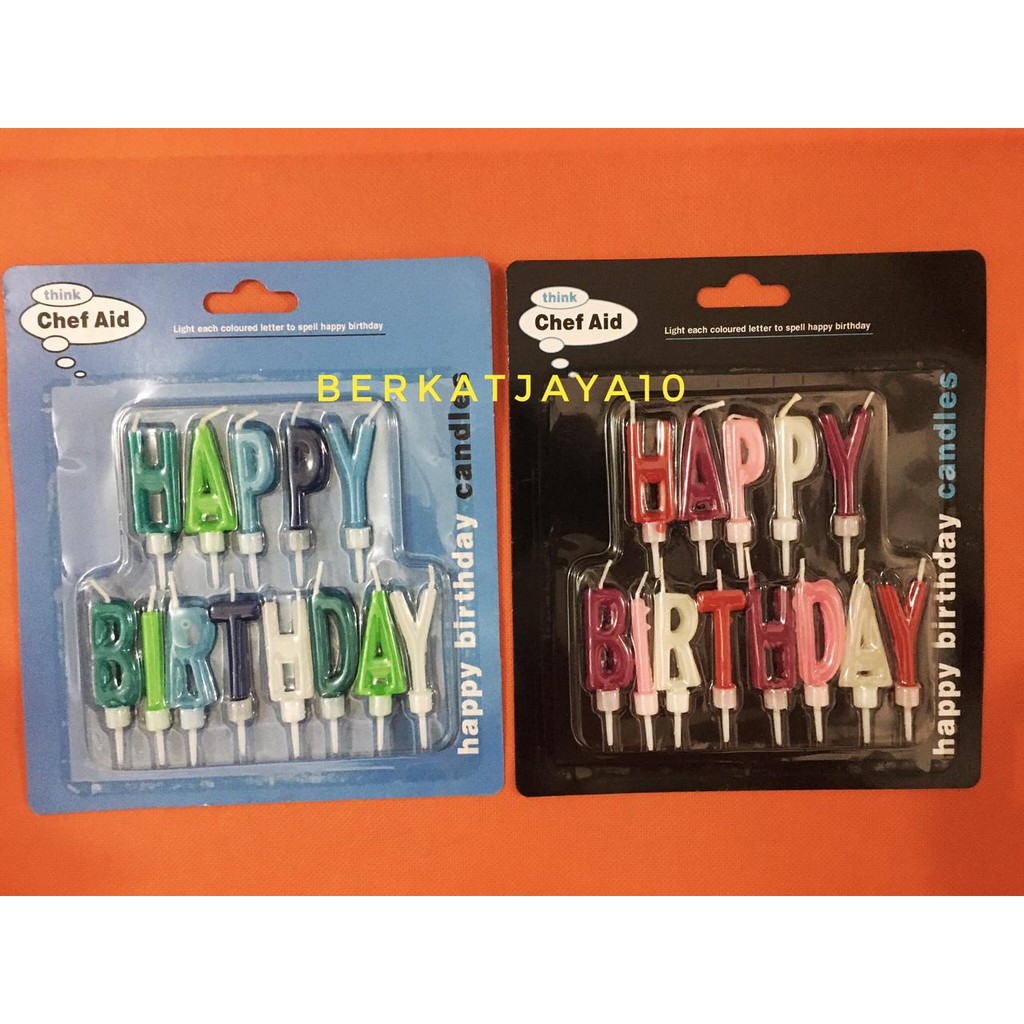 think
Chef Aid
Light each coloured letter to spell happy birthday
HAPPY
BIRTHDAY
happy birthday candles
think
Chef Aid
Light each coloured letter to spell happy birthday
HAPPY
BIRTHDAY
happy birthday candles
BERKATJAYA10